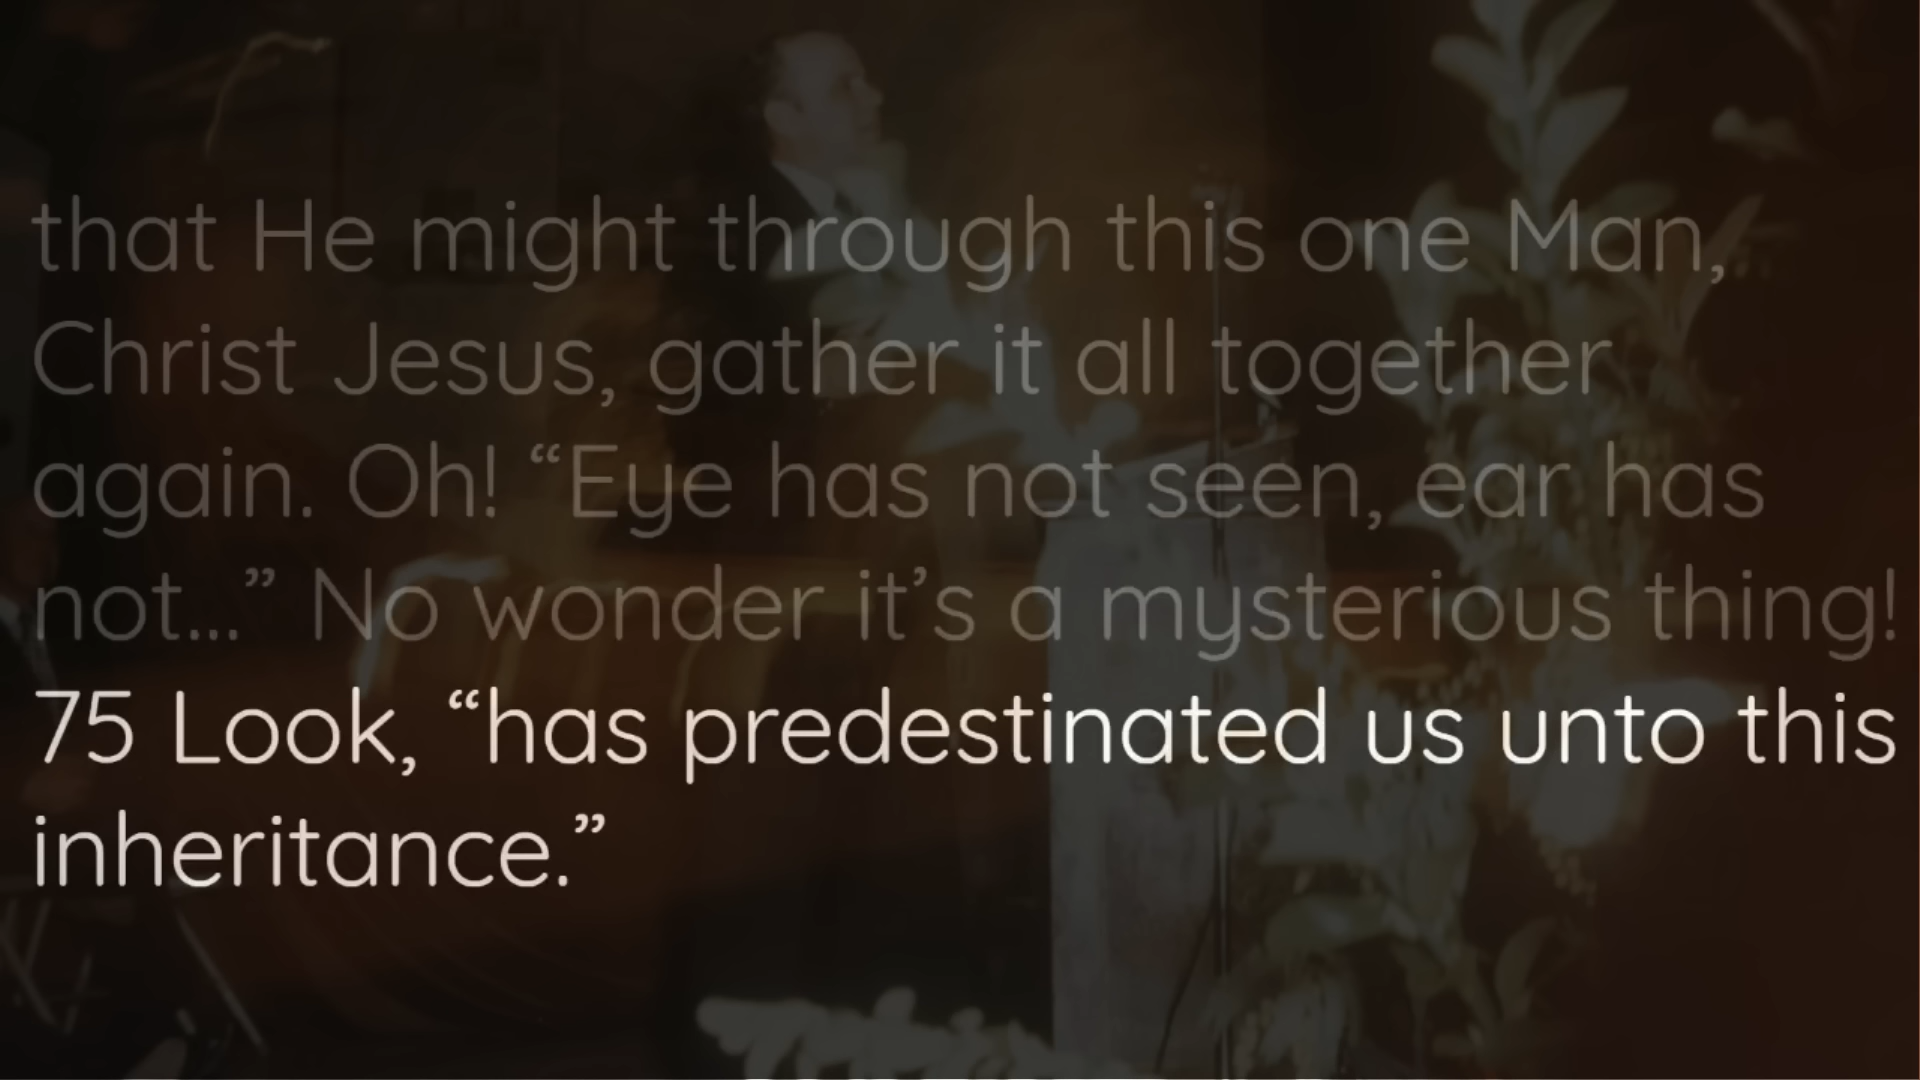 that He might through this one Man,
Christ Jesus, gather it all together
again. Oh! “Eye has not seen, ear has
not...” No wonder it’s a mysterious thing!
75 Look, “has predestinated us unto this
inheritance.”